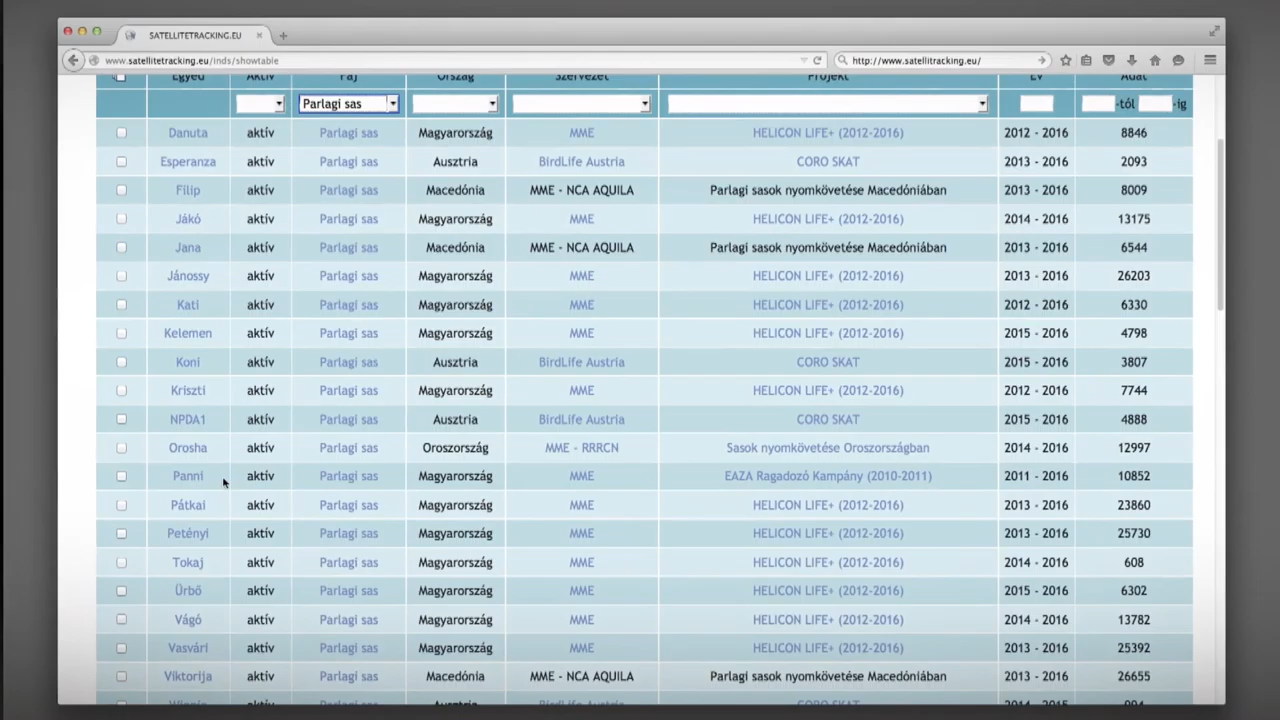 SATELLITETRACKING.EU
www.satellitetracking.eu/inds/showtable
http://www.satellitracking.eu/
Egyed Aktív Faj Ország Szervezet Projekt Év Adat
Parlagi sas -tól -ig
Danuta aktív Parlagi sas Magyarország MME HELICON LIFE+ (2012-2016) 2012 - 2016 8846
Esperanza aktív Parlagi sas Ausztria BirdLife Austria CORO SKAT 2013 - 2016 2093
Filip aktív Parlagi sas Macedónia MME - NCA AQUILA Parlagi sasok nyomkövetése Macedóniában 2013 - 2016 8009
Jákó aktív Parlagi sas Magyarország MME HELICON LIFE+ (2012-2016) 2014 - 2016 13175
Jana aktív Parlagi sas Macedónia MME - NCA AQUILA Parlagi sasok nyomkövetése Macedóniában 2013 - 2016 6544
Jánossy aktív Parlagi sas Magyarország MME HELICON LIFE+ (2012-2016) 2013 - 2016 26203
Kati aktív Parlagi sas Magyarország MME HELICON LIFE+ (2012-2016) 2012 - 2016 6330
Kelemen aktív Parlagi sas Magyarország MME HELICON LIFE+ (2012-2016) 2015 - 2016 4798
Koni aktív Parlagi sas Ausztria BirdLife Austria CORO SKAT 2015 - 2016 3807
Kriszti aktív Parlagi sas Magyarország MME HELICON LIFE+ (2012-2016) 2012 - 2016 7744
NPDA1 aktív Parlagi sas Ausztria BirdLife Austria CORO SKAT 2015 - 2016 4888
Orosha aktív Parlagi sas Oroszország MME - RRRCN Sasok nyomkövetése Oroszországban 2014 - 2016 12997
Panni aktív Parlagi sas Magyarország MME EAZA Ragadozó Kampány (2010-2011) 2011 - 2016 10852
Pátkai aktív Parlagi sas Magyarország MME HELICON LIFE+ (2012-2016) 2013 - 2016 23860
Petényi aktív Parlagi sas Magyarország MME HELICON LIFE+ (2012-2016) 2013 - 2016 25730
Tokaj aktív Parlagi sas Magyarország MME HELICON LIFE+ (2012-2016) 2014 - 2016 608
Ürbő aktív Parlagi sas Magyarország MME HELICON LIFE+ (2012-2016) 2015 - 2016 6302
Vágó aktív Parlagi sas Magyarország MME HELICON LIFE+ (2012-2016) 2014 - 2016 13782
Vasvári aktív Parlagi sas Magyarország MME HELICON LIFE+ (2012-2016) 2013 - 2016 25392
Viktorija aktív Parlagi sas Macedónia MME - NCA AQUILA Parlagi sasok nyomkövetése Macedóniában 2013 - 2016 26655